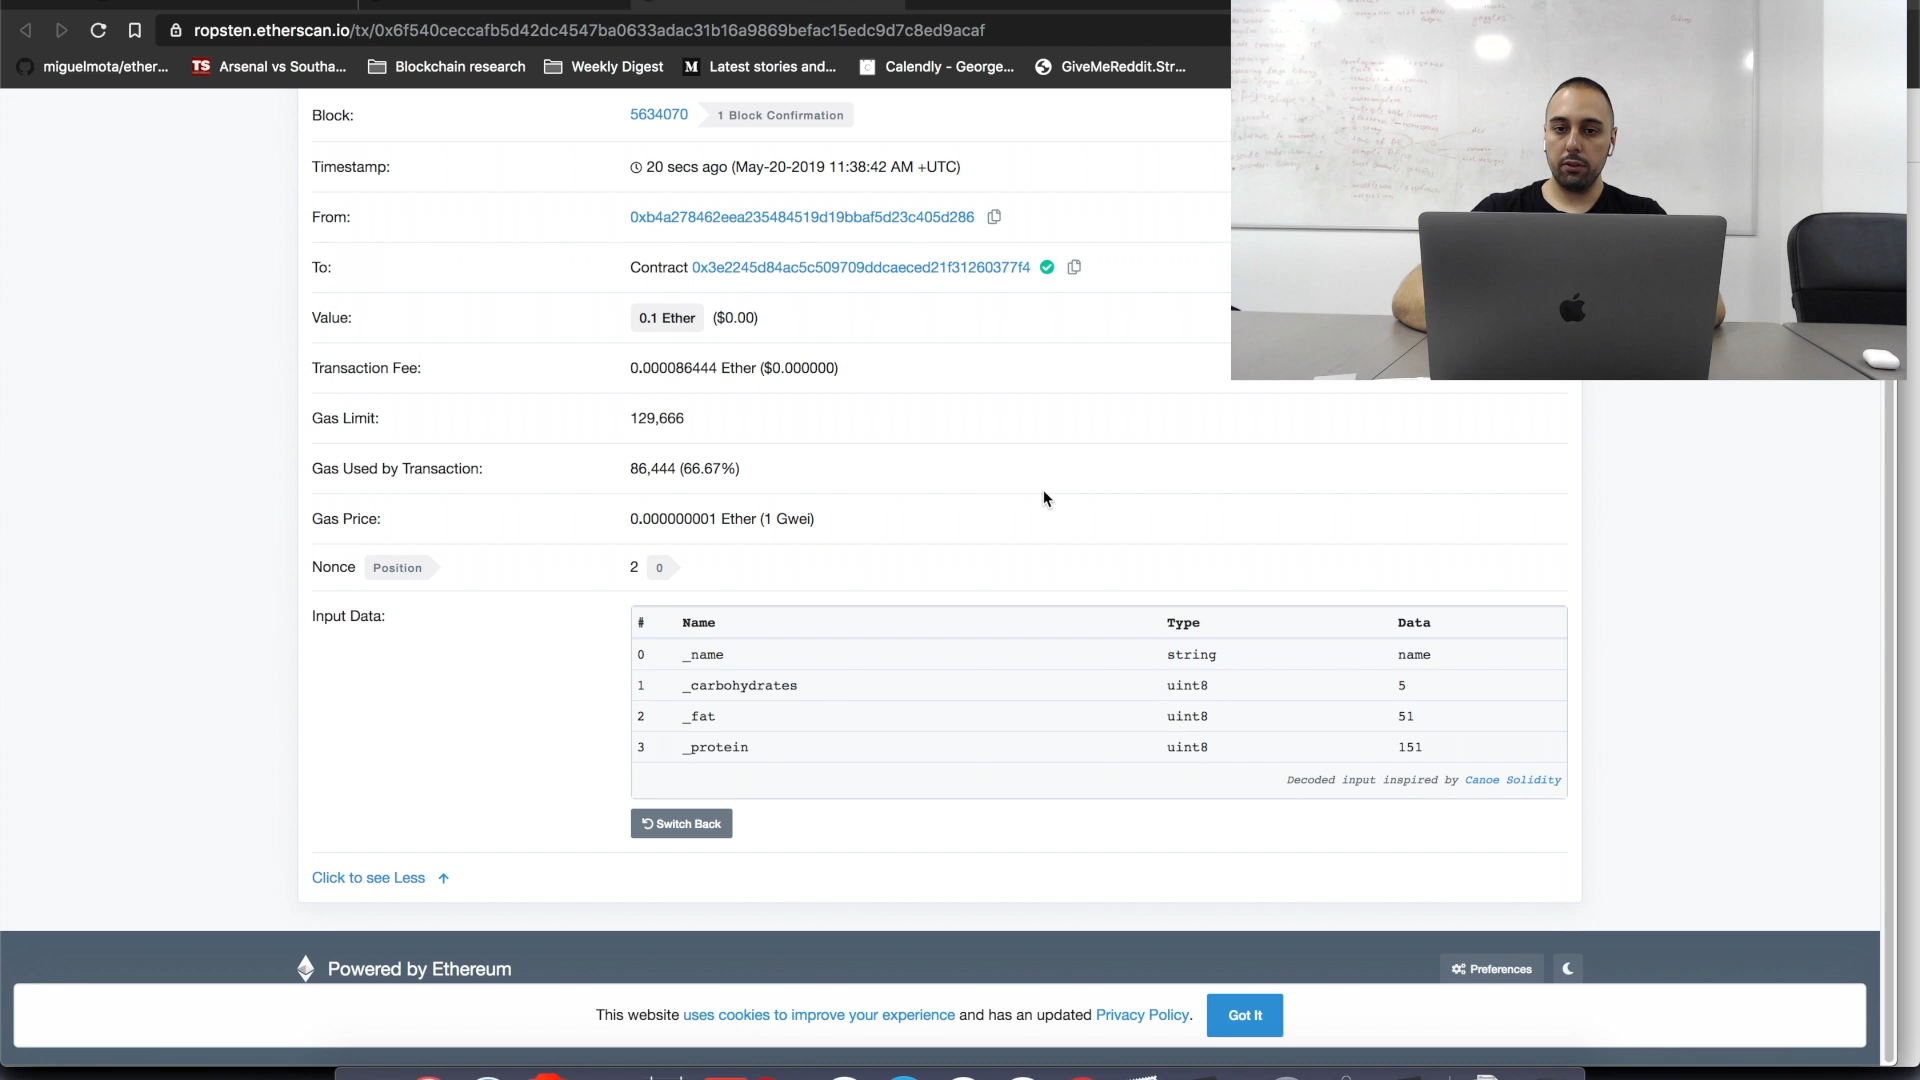 ropsten.etherscan.io/tx/0x6f540ceccafb5d42dc4547ba0633adac31b16a9869befac15edc9d7c8ed9acaf
miguelmota/ether... TS Arsenal vs Southa... Blockchain research Weekly Digest M Latest stories and... C Calendly - George... GiveMeReddit.Str...
Block: 5634070 1 Block Confirmation
Timestamp: 20 secs ago (May-20-2019 11:38:42 AM +UTC)
From: 0xb4a278462eea235484519d19bbaf5d23c405d286
To: Contract 0x3e2245d84ac5c509709ddcaeced21f31260377f4
Value: 0.1 Ether ($0.00)
Transaction Fee: 0.000086444 Ether ($0.000000)
Gas Limit: 129,666
Gas Used by Transaction: 86,444 (66.67%)
Gas Price: 0.000000001 Ether (1 Gwei)
Nonce Position 2 0
Input Data:
# Name Type Data
0 _name string name
1 _carbohydrates uint8 5
2 _fat uint8 51
3 _protein uint8 151
Decoded input inspired by Canoe Solidity
Switch Back
Click to see Less
Powered by Ethereum
Preferences
This website uses cookies to improve your experience and has an updated Privacy Policy.
Got It